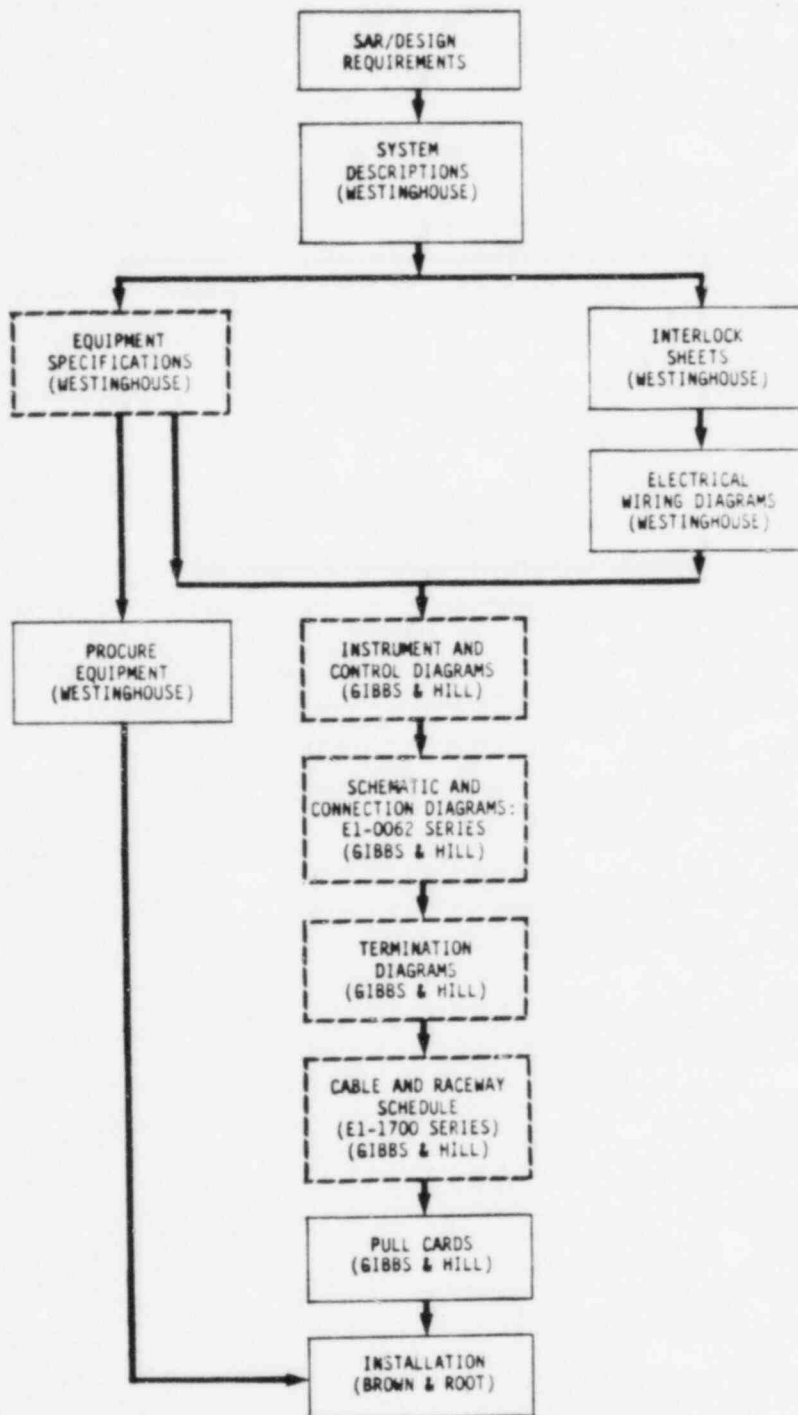 SAR/DESIGN
REQUIREMENTS
SYSTEM
DESCRIPTIONS
(WESTINGHOUSE)
EQUIPMENT
SPECIFICATIONS
(WESTINGHOUSE)
INTERLOCK
SHEETS
(WESTINGHOUSE)
ELECTRICAL
WIRING DIAGRAMS
(WESTINGHOUSE)
PROCURE
EQUIPMENT
(WESTINGHOUSE)
INSTRUMENT AND
CONTROL DIAGRAMS
(GIBBS & HILL)
SCHEMATIC AND
CONNECTION DIAGRAMS:
E1-0062 SERIES
(GIBBS & HILL)
TERMINATION
DIAGRAMS
(GIBBS & HILL)
CABLE AND RACEWAY
SCHEDULE
(E1-1700 SERIES)
(GIBBS & HILL)
PULL CARDS
(GIBBS & HILL)
INSTALLATION
(BROWN & ROOT)